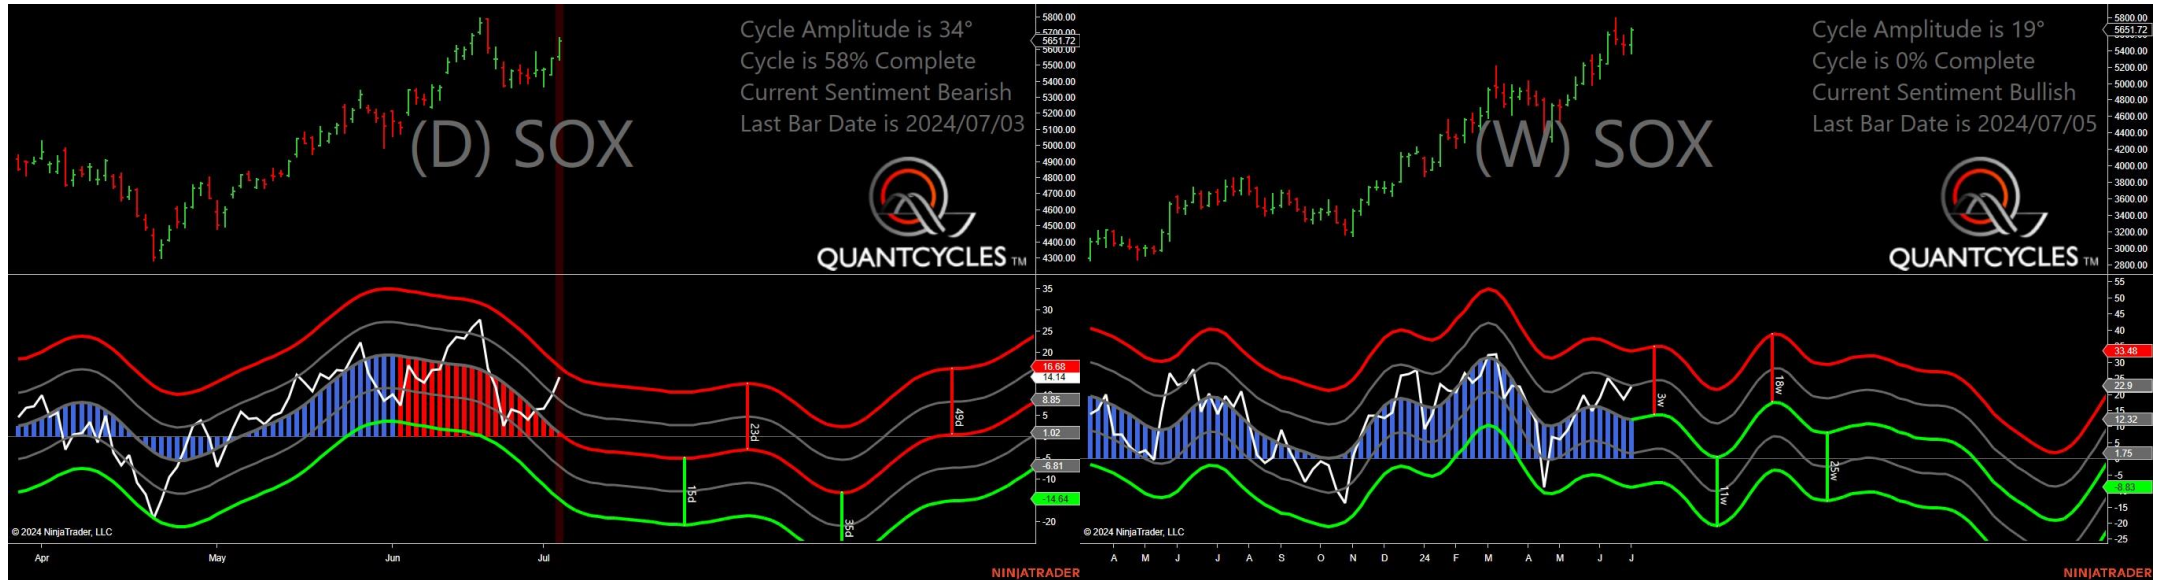 Cycle Amplitude is 34°
Cycle is 58% Complete
Current Sentiment Bearish
Last Bar Date is 2024/07/03
(D) SOX
QUANTCYCLES TM
5800.00
5700.00
5651.72
5600.00
5500.00
5400.00
5300.00
5200.00
5100.00
5000.00
4900.00
4800.00
4700.00
4600.00
4500.00
4400.00
4300.00
35
30
25
20
16.68
14.14
8.85
5
1.02
-5
-6.81
-10
-14.64
-20
23d
49d
15d
35d
© 2024 NinjaTrader, LLC
Apr May Jun Jul
NINJATRADER
Cycle Amplitude is 19°
Cycle is 0% Complete
Current Sentiment Bullish
Last Bar Date is 2024/07/05
(W) SOX
QUANTCYCLES TM
5800.00
5651.72
5400.00
5200.00
5000.00
4800.00
4600.00
4400.00
4200.00
4000.00
3800.00
3600.00
3400.00
3200.00
3000.00
2800.00
55
50
45
40
33.48
30
22.9
20
15
12.32
10
5
1.75
-5
-8.83
-15
-20
-25
3w
18w
11w
25w
© 2024 NinjaTrader, LLC
A M J J A S O N D 24 F M A M J J
NINJATRADER